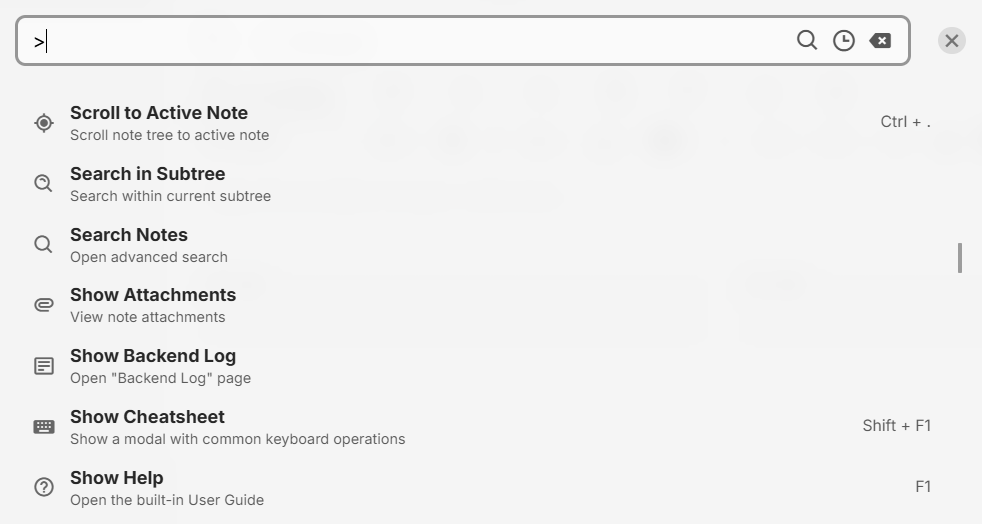 >
Scroll to Active Note
Scroll note tree to active note
Ctrl + .
Search in Subtree
Search within current subtree
Search Notes
Open advanced search
Show Attachments
View note attachments
Show Backend Log
Open "Backend Log" page
Show Cheatsheet
Show a modal with common keyboard operations
Shift + F1
Show Help
Open the built-in User Guide
F1